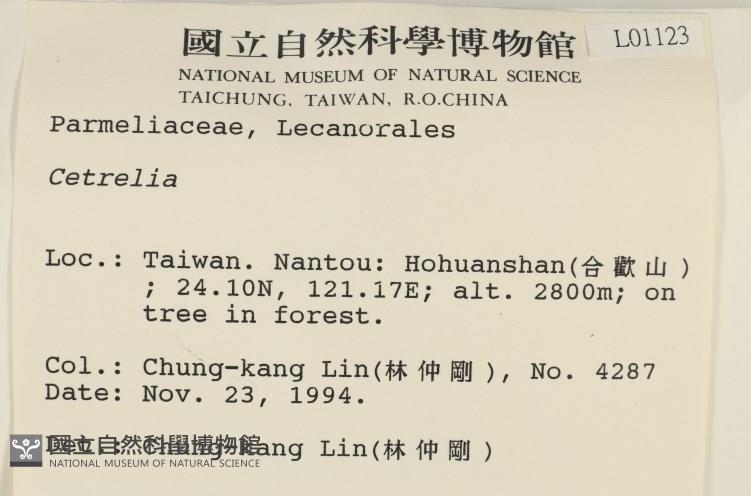 國立自然科學博物館
L01123
NATIONAL MUSEUM OF NATURAL SCIENCE
TAICHUNG, TAIWAN, R.O.CHINA
Parmeliaceae, Lecanorales
Cetrelia
Loc.: Taiwan. Nantou: Hohuanshan(合歡山)
; 24.10N, 121.17E; alt. 2800m; on
tree in forest.
Col.: Chung-kang Lin(林仲剛), No. 4287
Date: Nov. 23, 1994.
Det.: Chung-kang Lin(林仲剛)
國立自然科學博物館
NATIONAL MUSEUM OF NATURAL SCIENCE